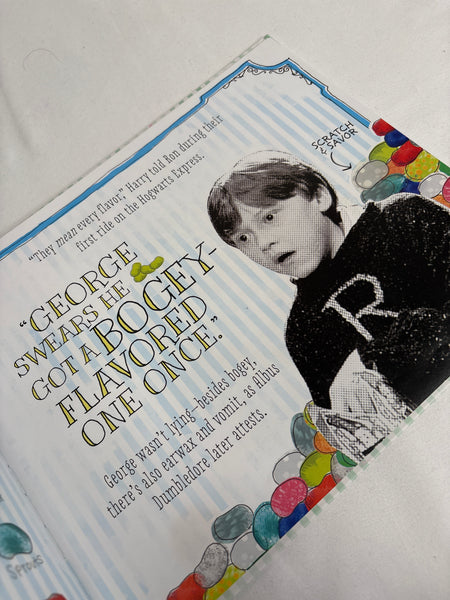 "They mean every flavor," Harry told Ron during their
first ride on the Hogwarts Express.
SCRATCH
& SAVOR
"GEORGE
SWEARS HE
GOT A BOGEY-
FLAVORED
ONE ONCE."
R
George wasn't lying—besides bogey,
there's also earwax and vomit, as Albus
Dumbledore later attests.
Sprouts